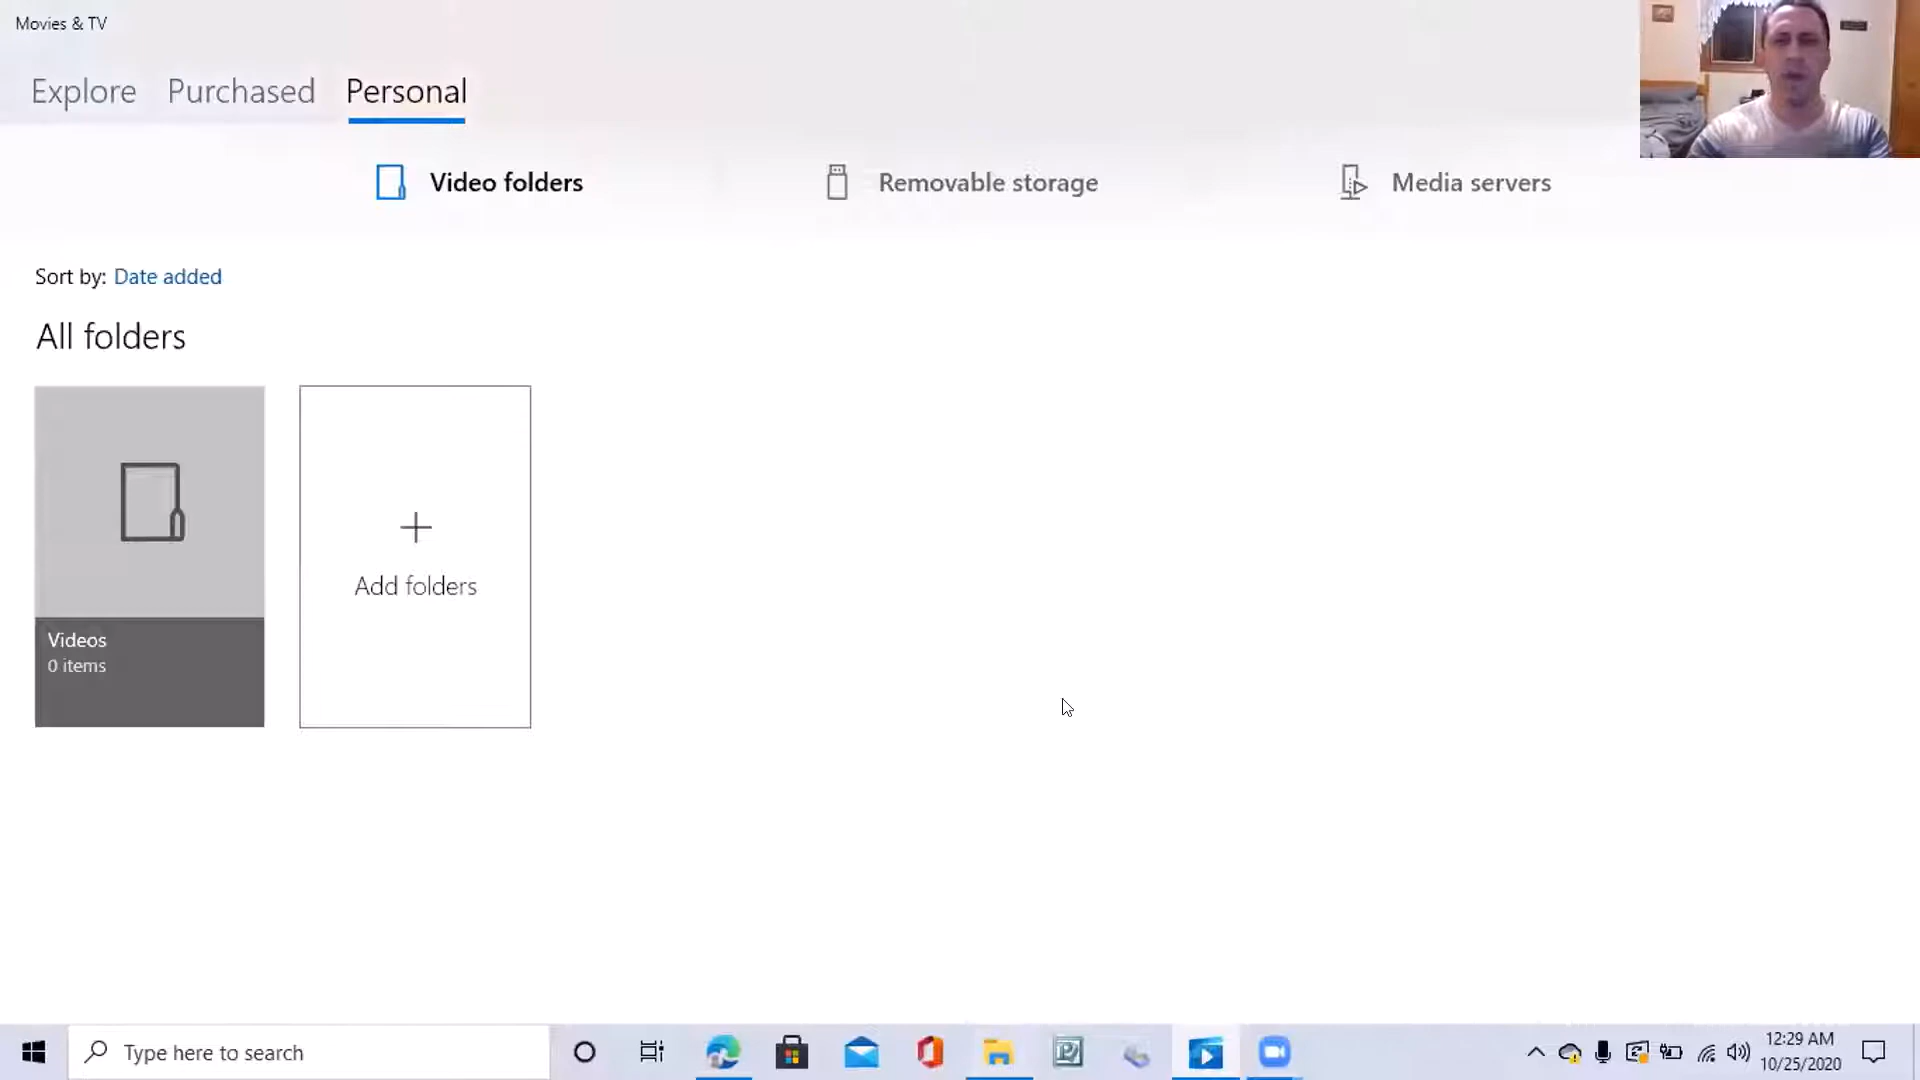 Movies & TV
Explore Purchased Personal
Video folders Removable storage Media servers
Sort by: Date added
All folders
Videos
0 items
Add folders
Type here to search
12:29 AM
10/25/2020